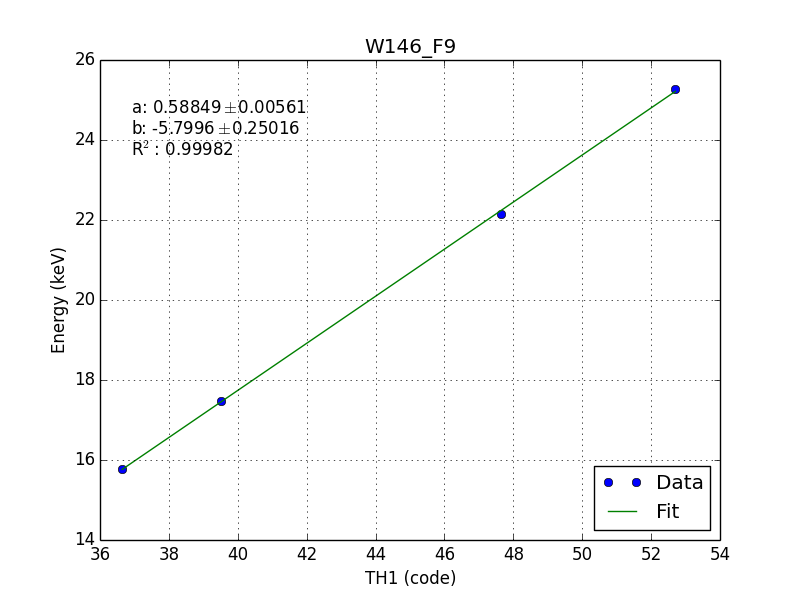 W146_F9
a: 0.58849±0.00561
b: -5.7996±0.25016
R² : 0.99982
26
24
22
20
18
16
14
Energy (keV)
Data
Fit
36 38 40 42 44 46 48 50 52 54
TH1 (code)